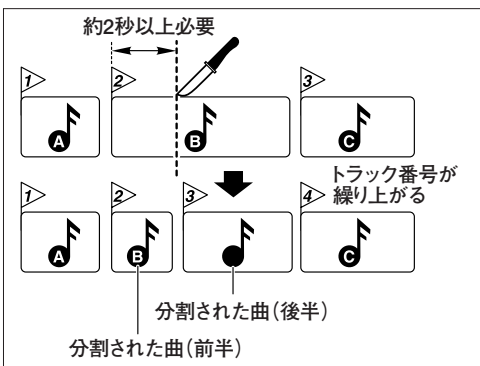 約2秒以上必要
1 2 3
A B C
トラック番号が
繰り上がる
1 2 3 4
A B C
分割された曲（後半）
分割された曲（前半）